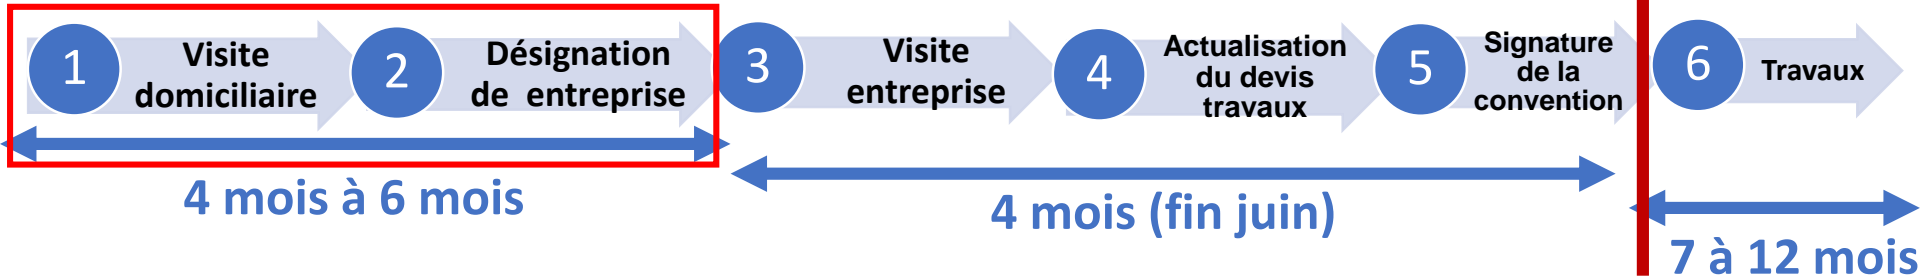 1
Visite
domiciliaire
2
Désignation
de entreprise
3
Visite
entreprise
4
Actualisation
du devis
travaux
5
Signature
de la
convention
6
Travaux
4 mois à 6 mois
4 mois (fin juin)
7 à 12 mois